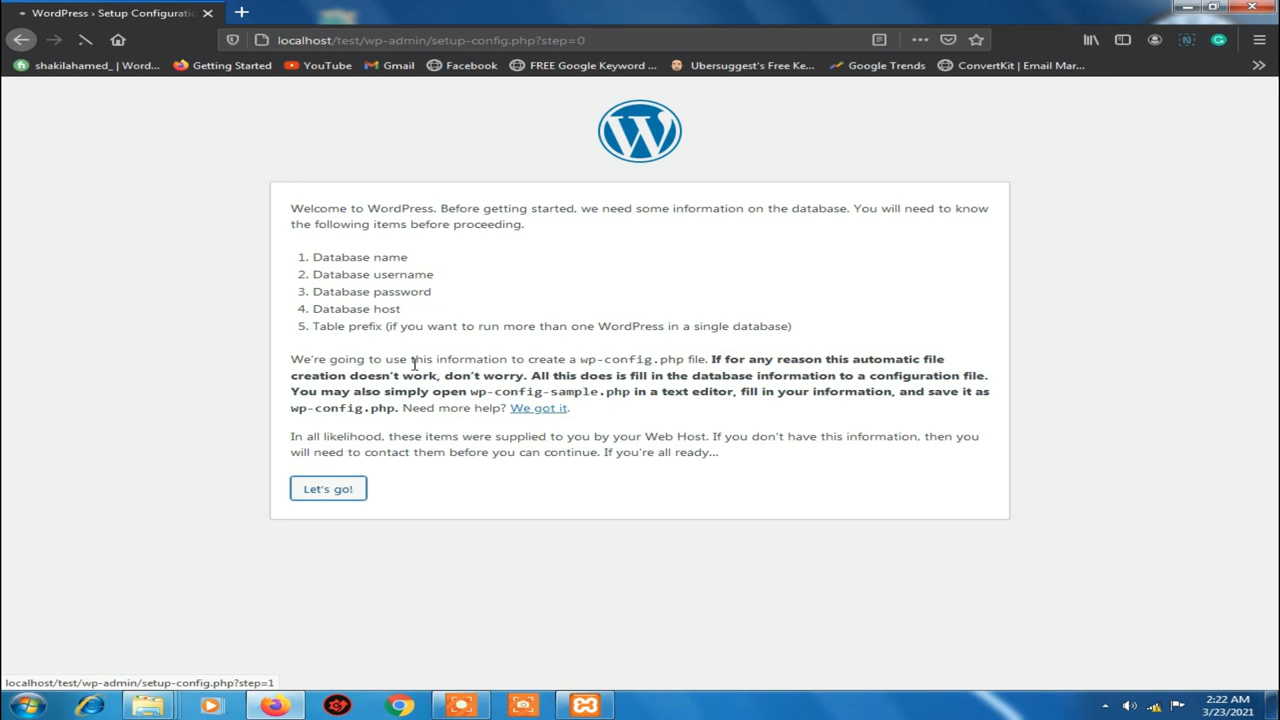 WordPress › Setup Configuratio
localhost/test/wp-admin/setup-config.php?step=0
shakilahamed_ | Word...
Getting Started
YouTube
Gmail
Facebook
FREE Google Keyword ...
Ubersuggest's Free Ke...
Google Trends
ConvertKit | Email Mar...
W
Welcome to WordPress. Before getting started, we need some information on the database. You will need to know
the following items before proceeding.
1. Database name
2. Database username
3. Database password
4. Database host
5. Table prefix (if you want to run more than one WordPress in a single database)
We're going to use this information to create a wp-config.php file. If for any reason this automatic file
creation doesn't work, don't worry. All this does is fill in the database information to a configuration file.
You may also simply open wp-config-sample.php in a text editor, fill in your information, and save it as
wp-config.php. Need more help? We got it.
In all likelihood, these items were supplied to you by your Web Host. If you don't have this information, then you
will need to contact them before you can continue. If you're all ready...
Let's go!
localhost/test/wp-admin/setup-config.php?step=1
2:22 AM
3/23/2021